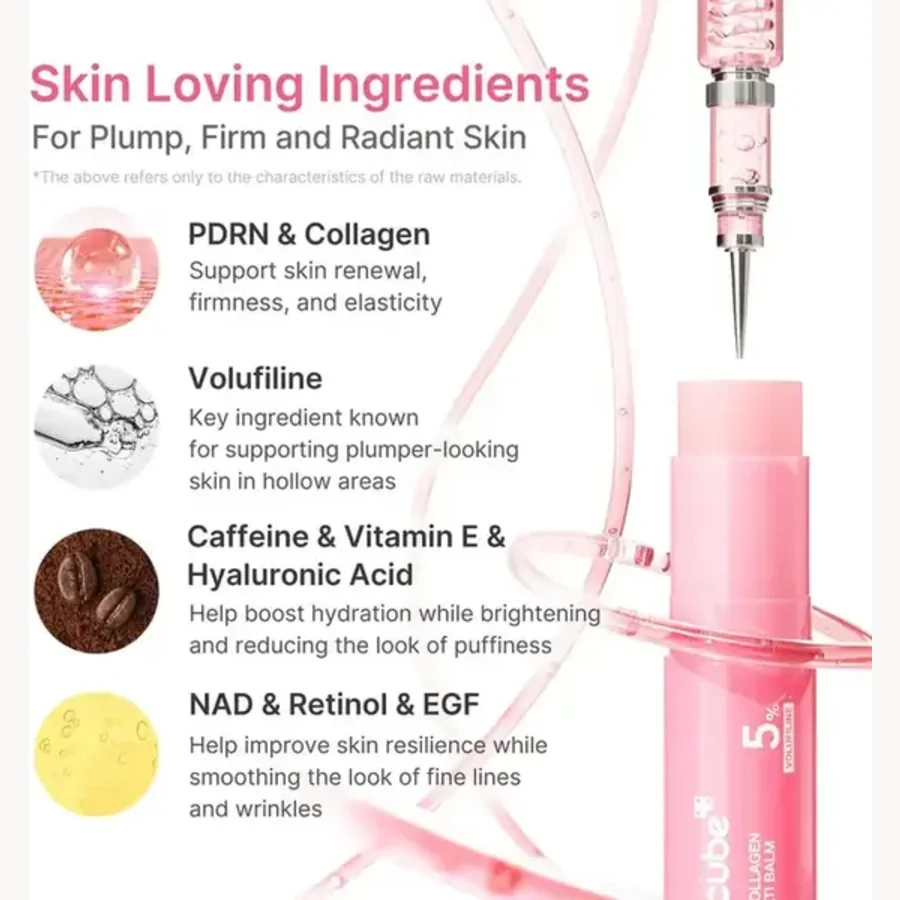 Skin Loving Ingredients
For Plump, Firm and Radiant Skin
*The above refers only to the characteristics of the raw materials.
PDRN & Collagen
Support skin renewal,
firmness, and elasticity
Volufiline
Key ingredient known
for supporting plumper-looking
skin in hollow areas
Caffeine & Vitamin E &
Hyaluronic Acid
Help boost hydration while brightening
and reducing the look of puffiness
NAD & Retinol & EGF
Help improve skin resilience while
smoothing the look of fine lines
and wrinkles
5%
VOLUFILINE
cube
OLLAGEN
TI BALM